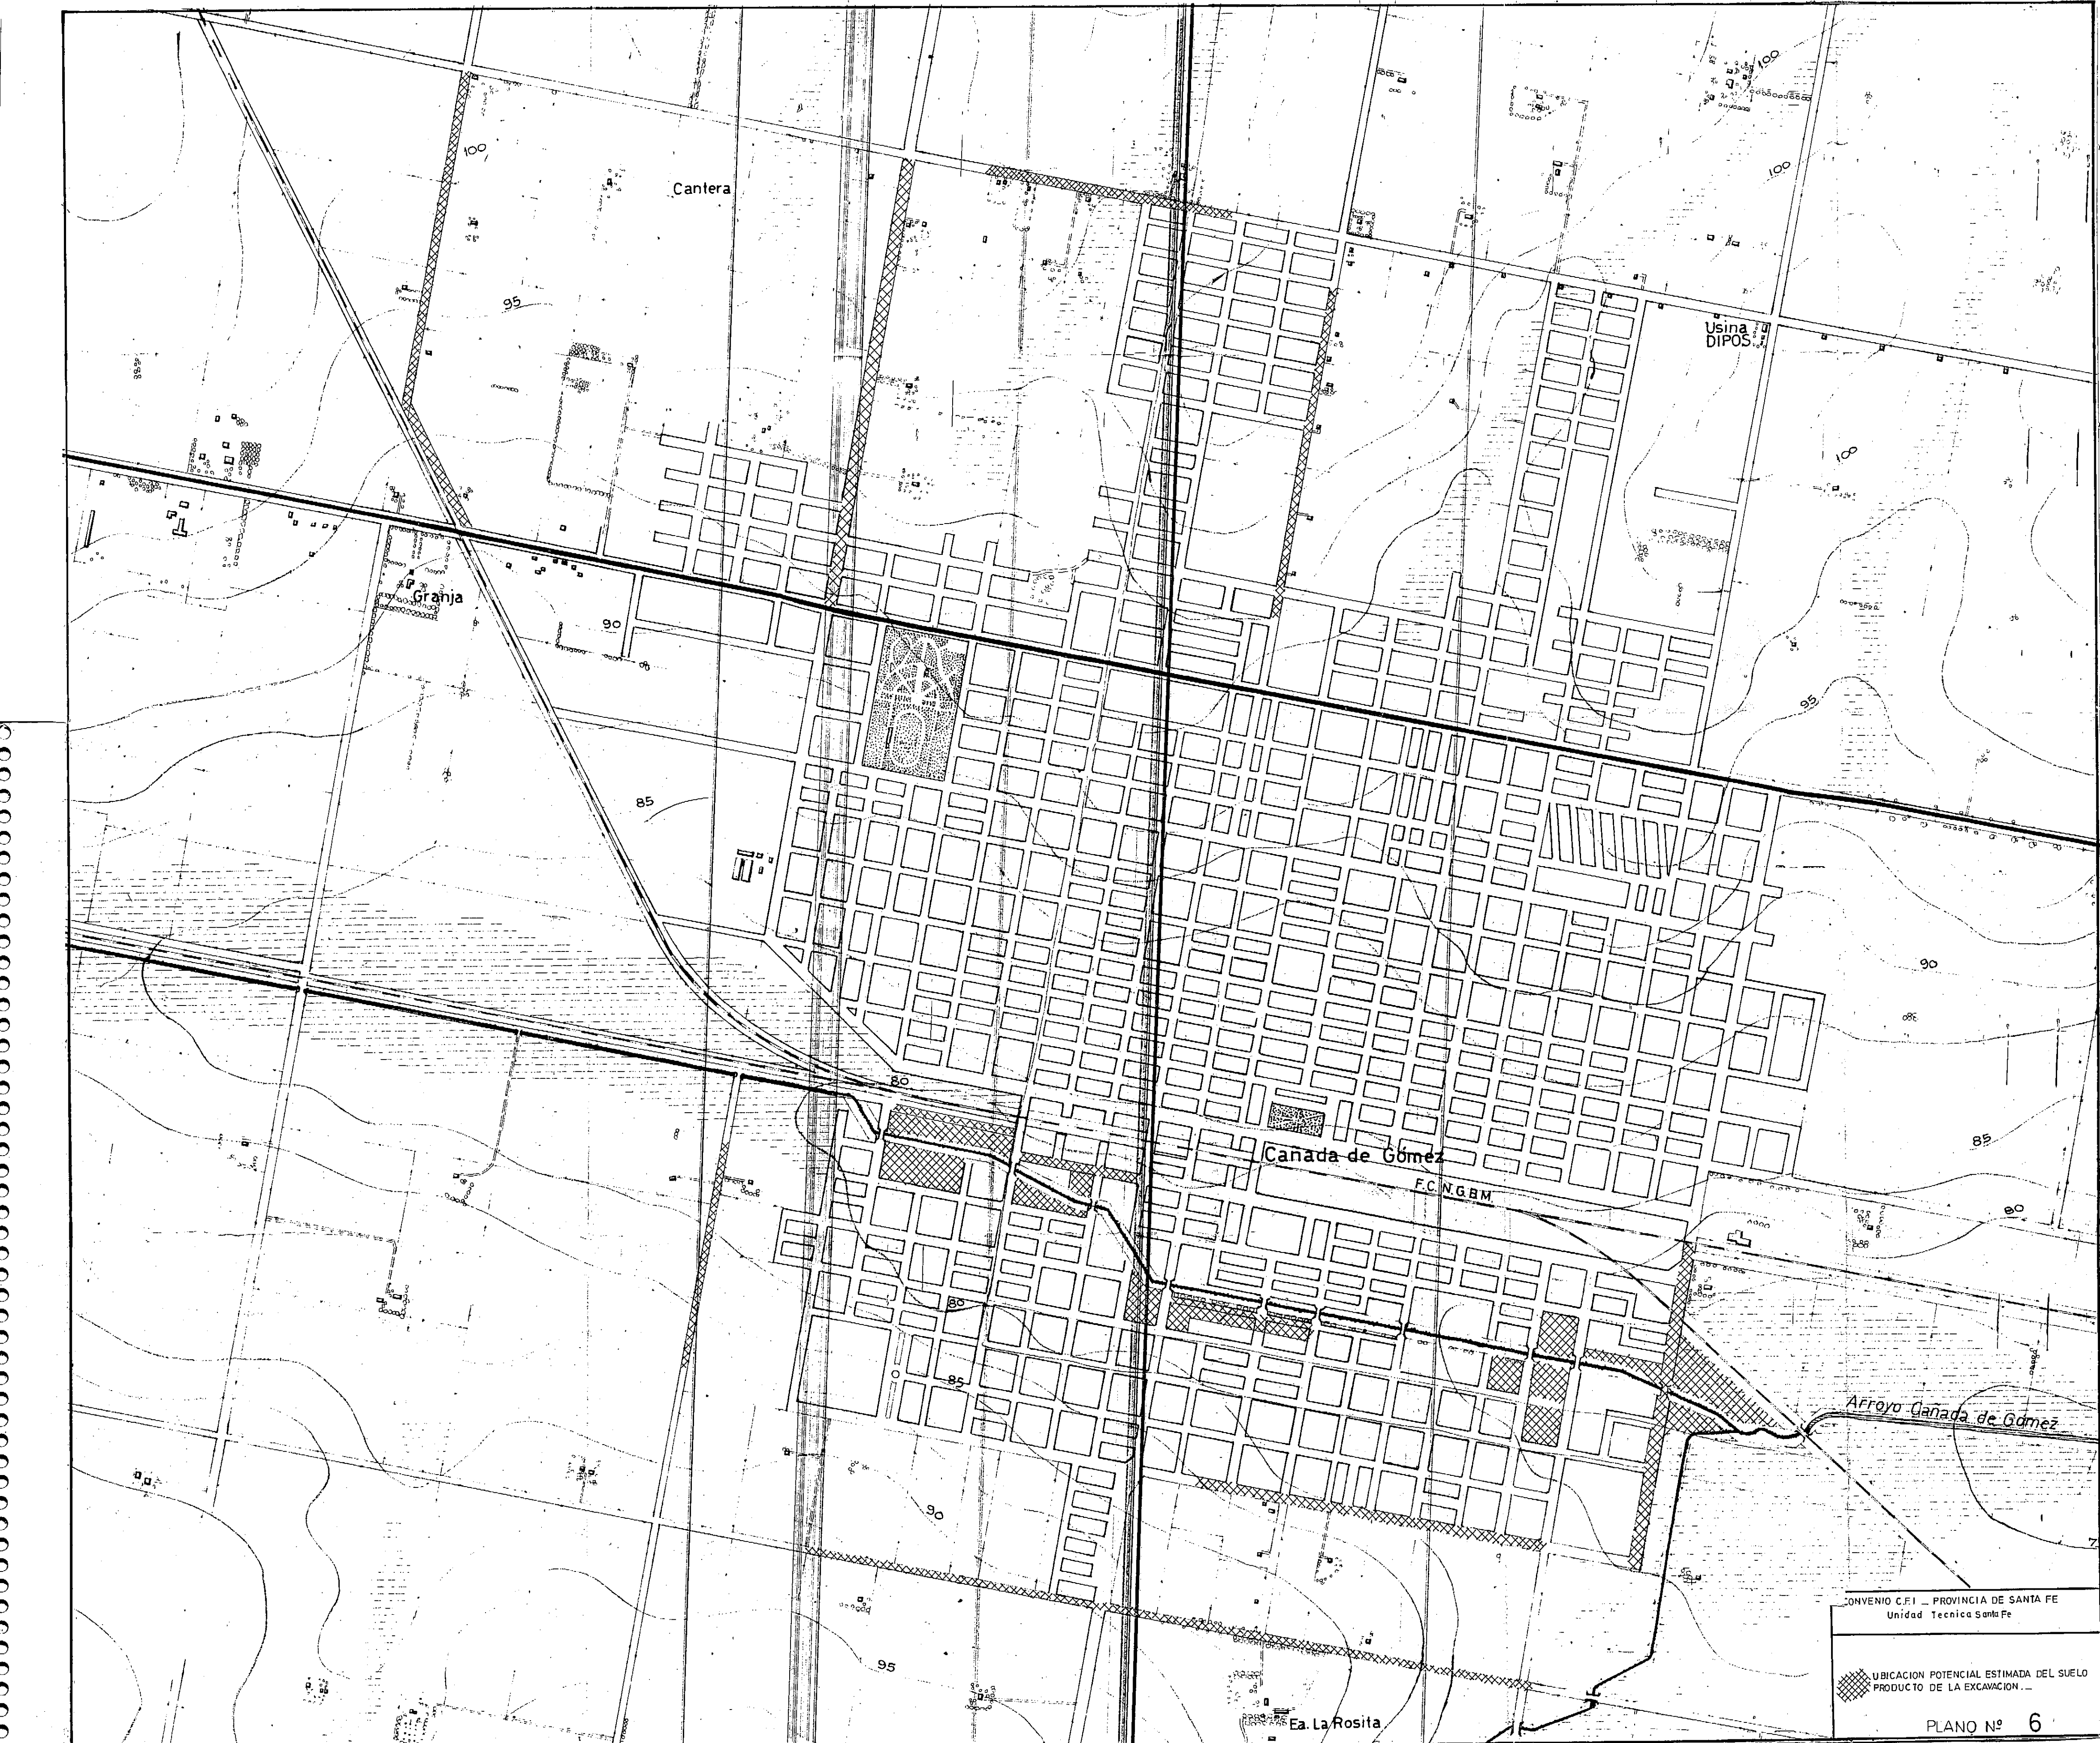 100
100
100
Cantera
95
Usina
DIPOS
100
Granja
90
95
85
90
80
Cañada de Gómez
F.C.N.G.B.M.
85
80
80
85
Arroyo Cañada de Gómez
90
95
Ea. La Rosita
CONVENIO C.F.I _ PROVINCIA DE SANTA FE
Unidad Tecnica Santa Fe
UBICACION POTENCIAL ESTIMADA DEL SUELO
PRODUCTO DE LA EXCAVACION._
PLANO Nº 6